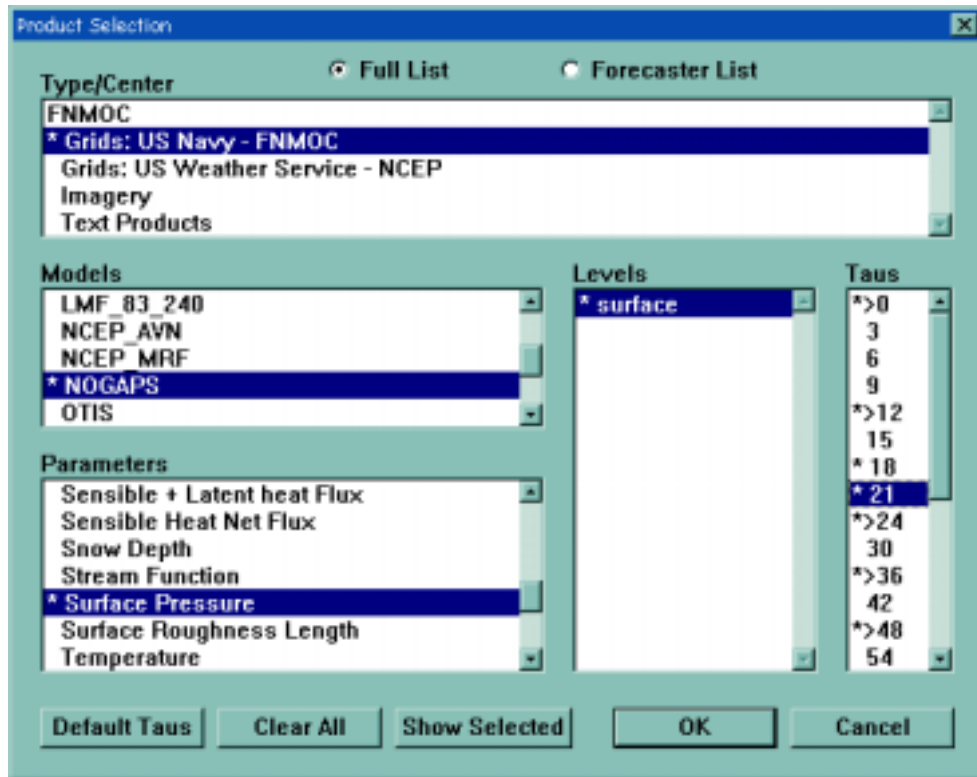 Product Selection
Full List
Forecaster List
Type/Center
FNMOC
* Grids: US Navy - FNMOC
Grids: US Weather Service - NCEP
Imagery
Text Products
Models
LMF_83_240
NCEP_AVN
NCEP_MRF
* NOGAPS
OTIS
Parameters
Sensible + Latent heat Flux
Sensible Heat Net Flux
Snow Depth
Stream Function
* Surface Pressure
Surface Roughness Length
Temperature
Levels
* surface
Taus
*>0
3
6
9
*>12
15
* 18
* 21
*>24
30
*>36
42
*>48
54
Default Taus
Clear All
Show Selected
OK
Cancel